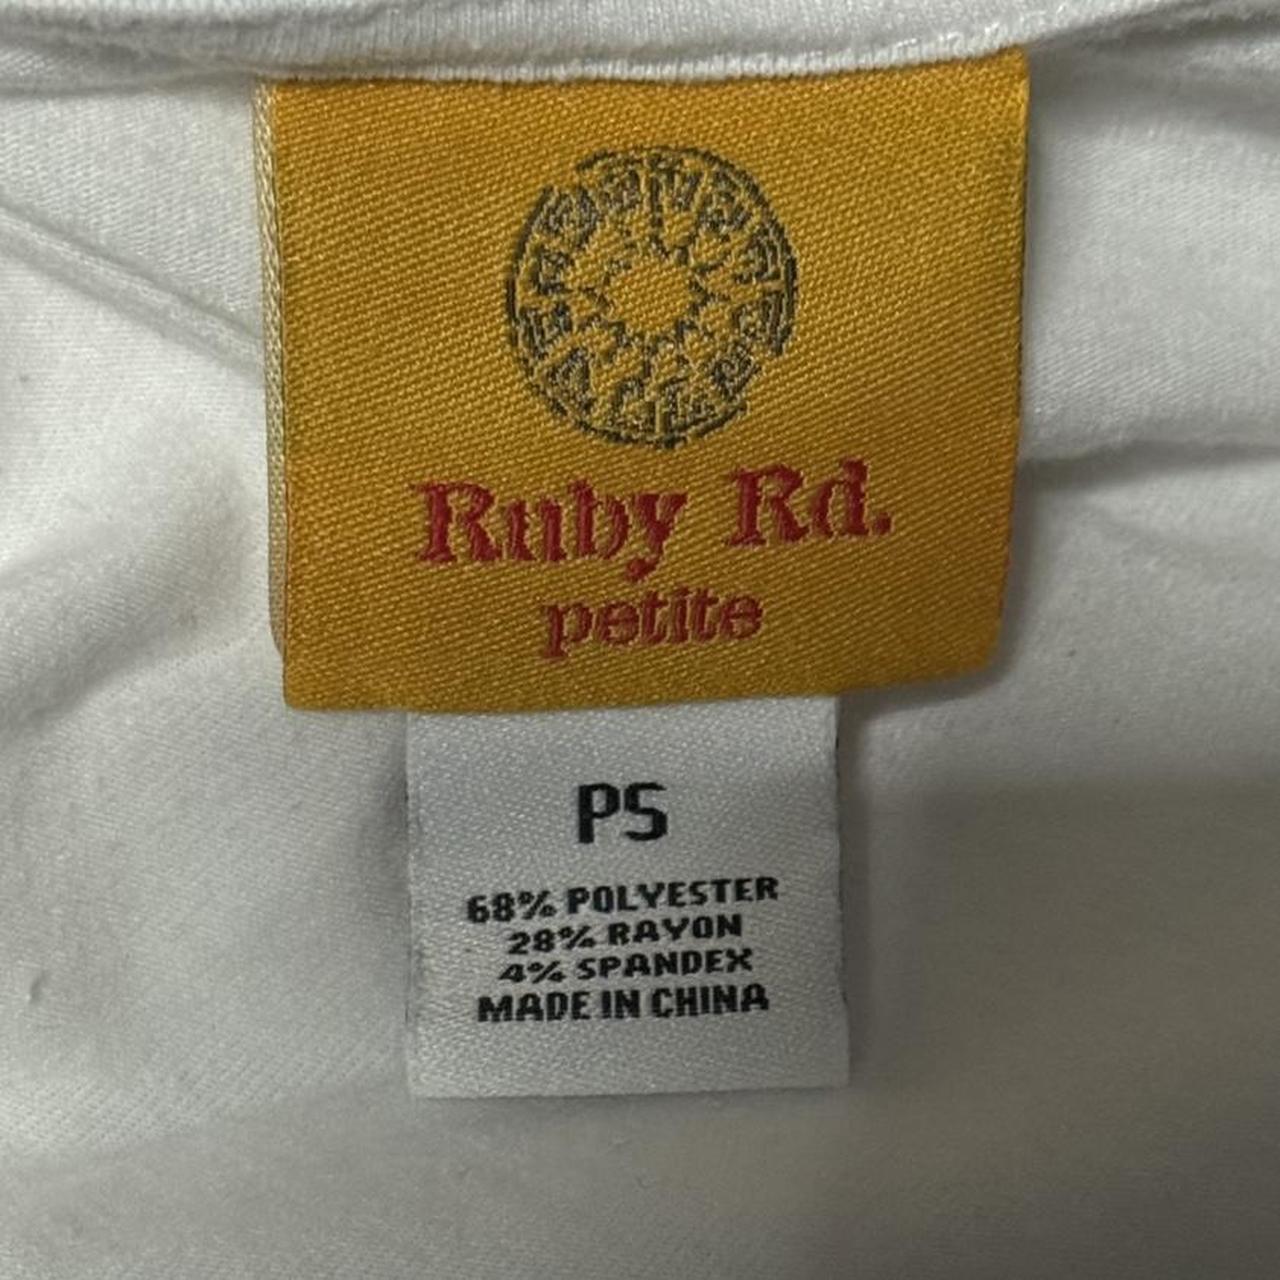 Ruby Rd.
petite
PS
68% POLYESTER
28% RAYON
4% SPANDEX
MADE IN CHINA